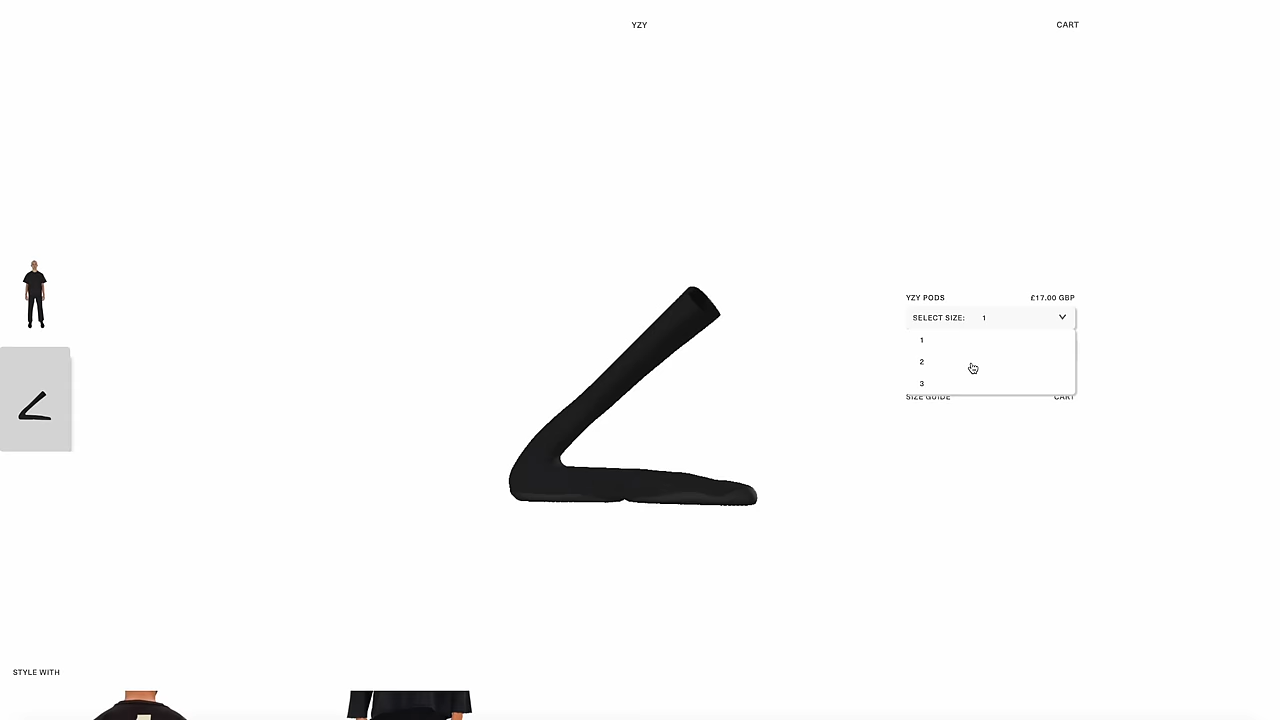 YZY
CART
YZY PODS £17.00 GBP
SELECT SIZE: 1
1
2
3
SIZE GUIDE CART
STYLE WITH